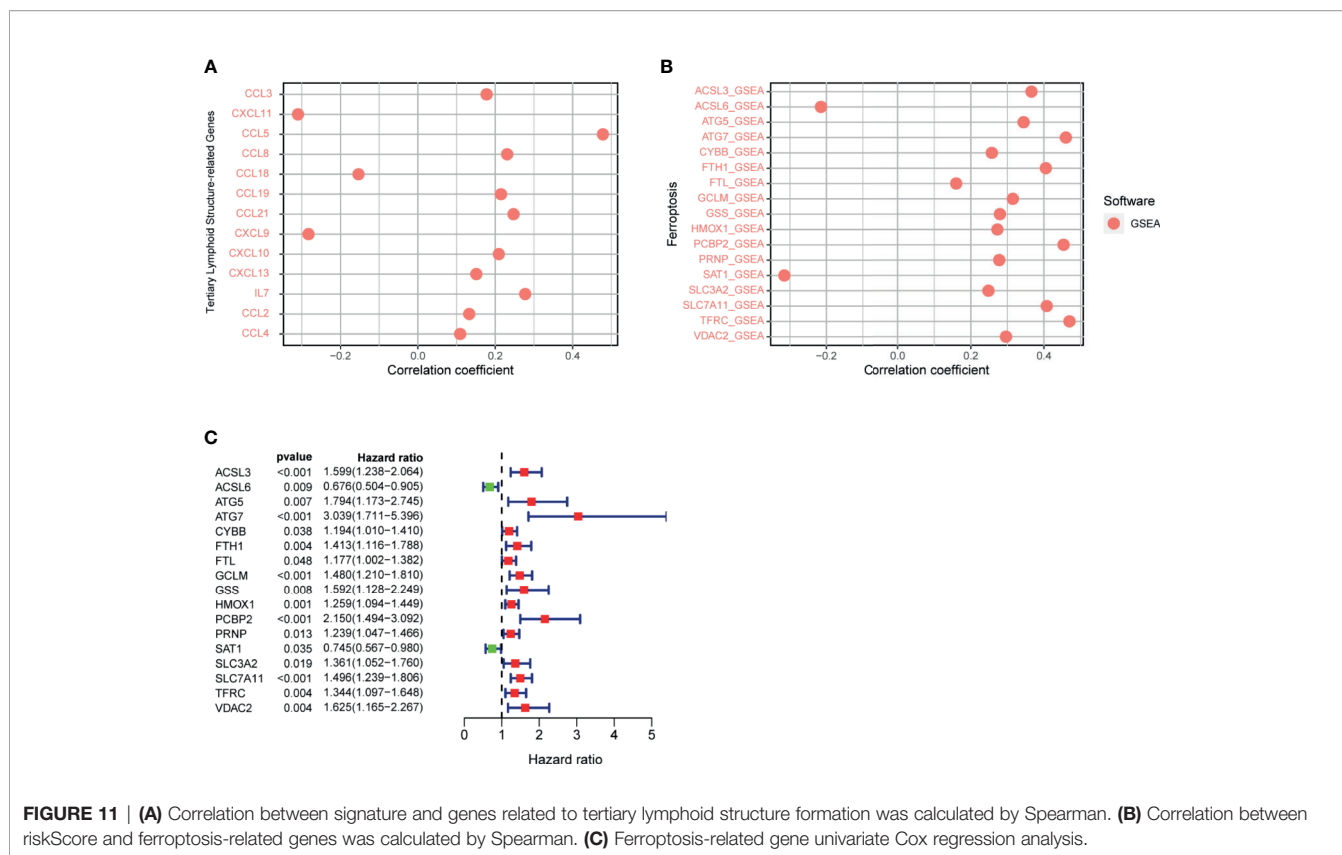 A
Tertiary Lymphoid Structure-related Genes
CCL3
CXCL11
CCL5
CCL8
CCL18
CCL19
CCL21
CXCL9
CXCL10
CXCL13
IL7
CCL2
CCL4
−0.2 0.0 0.2 0.4
Correlation coefficient
B
Ferroptosis
ACSL3_GSEA
ACSL6_GSEA
ATG5_GSEA
ATG7_GSEA
CYBB_GSEA
FTH1_GSEA
FTL_GSEA
GCLM_GSEA
GSS_GSEA
HMOX1_GSEA
PCBP2_GSEA
PRNP_GSEA
SAT1_GSEA
SLC3A2_GSEA
SLC7A11_GSEA
TFRC_GSEA
VDAC2_GSEA
−0.2 0.0 0.2 0.4
Correlation coefficient
Software
GSEA
C
pvalue Hazard ratio
ACSL3 <0.001 1.599(1.238−2.064)
ACSL6 0.009 0.676(0.504−0.905)
ATG5 0.007 1.794(1.173−2.745)
ATG7 <0.001 3.039(1.711−5.396)
CYBB 0.038 1.194(1.010−1.410)
FTH1 0.004 1.413(1.116−1.788)
FTL 0.048 1.177(1.002−1.382)
GCLM <0.001 1.480(1.210−1.810)
GSS 0.008 1.592(1.128−2.249)
HMOX1 0.001 1.259(1.094−1.449)
PCBP2 <0.001 2.150(1.494−3.092)
PRNP 0.013 1.239(1.047−1.466)
SAT1 0.035 0.745(0.567−0.980)
SLC3A2 0.019 1.361(1.052−1.760)
SLC7A11 <0.001 1.496(1.239−1.806)
TFRC 0.004 1.344(1.097−1.648)
VDAC2 0.004 1.625(1.165−2.267)
0 1 2 3 4 5
Hazard ratio
FIGURE 11 | (A) Correlation between signature and genes related to tertiary lymphoid structure formation was calculated by Spearman. (B) Correlation between
riskScore and ferroptosis-related genes was calculated by Spearman. (C) Ferroptosis-related gene univariate Cox regression analysis.